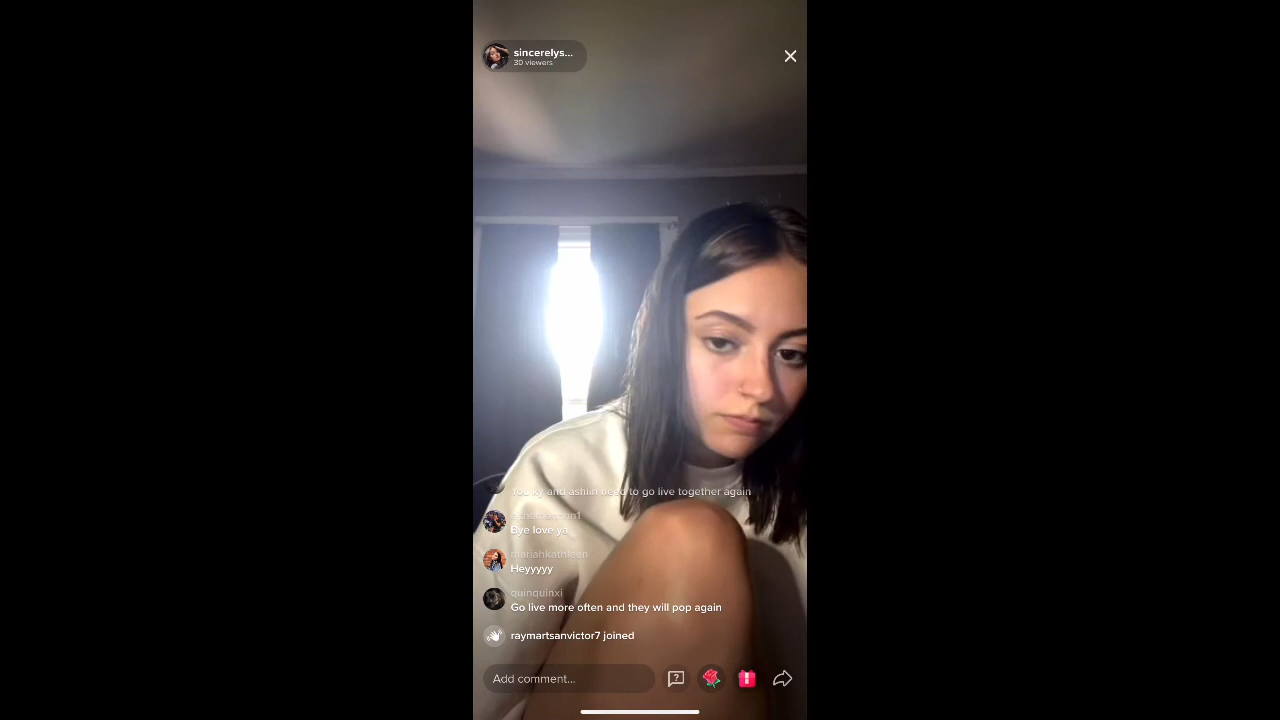 sincerelys...
30 viewers
You ky and ashlin need to go live together again
Bye love ya
mariahkathleen
Heyyyyy
quinquinxi
Go live more often and they will pop again
raymartsanvictor7 joined
Add comment...